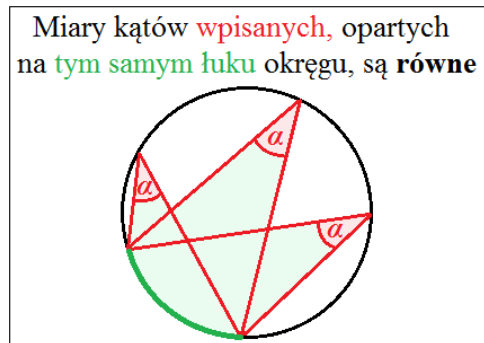 Miary kątów wpisanych, opartych
na tym samym łuku okręgu, są równe
α
α
α